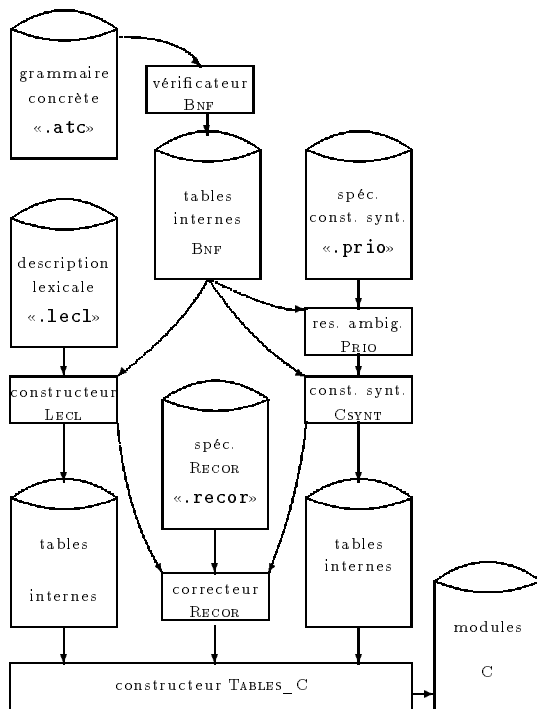 grammaire
concrète
«.atc»
vérificateur
BNF
tables
internes
BNF
spéc.
const. synt.
«.prio»
description
lexicale
«.lecl»
res. ambig.
PRIO
constructeur
LECL
const. synt.
CSYNT
spéc.
RECOR
«.recor»
tables
internes
tables
internes
correcteur
RECOR
modules
C
constructeur TABLES_C